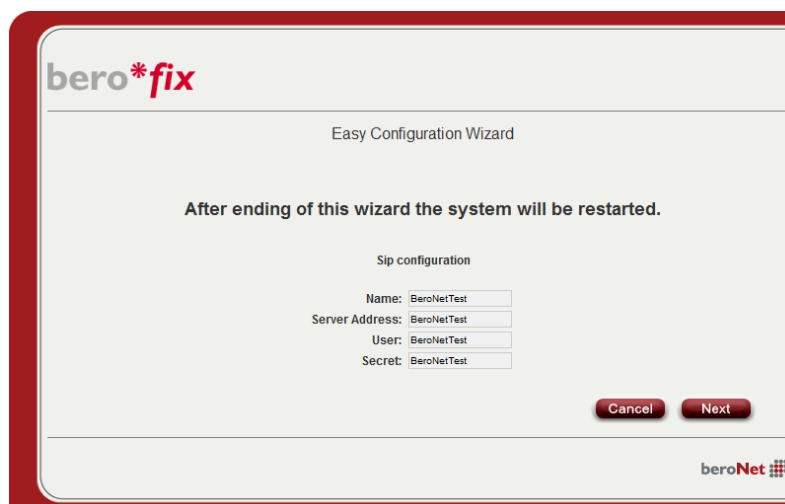 bero*fix
Easy Configuration Wizard
After ending of this wizard the system will be restarted.
Sip configuration
Name: BeroNetTest
Server Address: BeroNetTest
User: BeroNetTest
Secret: BeroNetTest
Cancel Next
beroNet